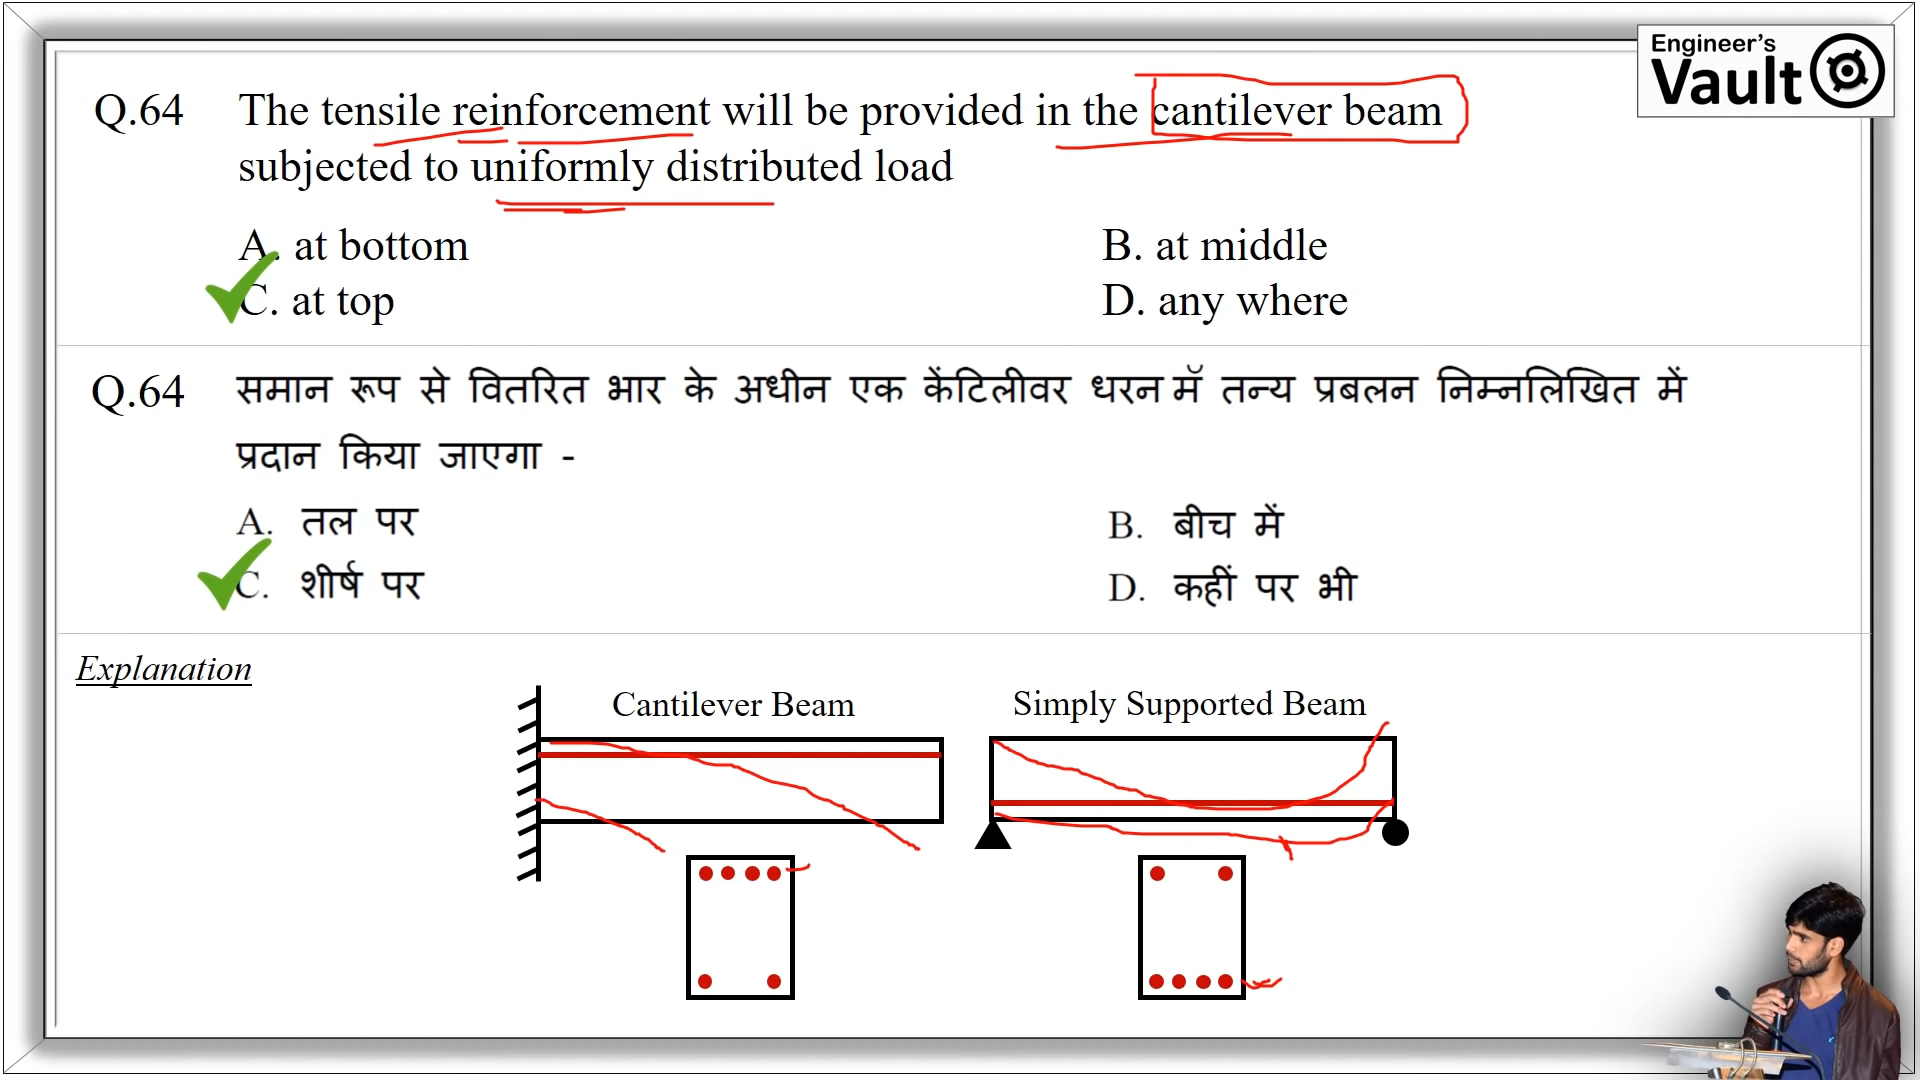 Engineer's
Vault
Q.64 The tensile reinforcement will be provided in the cantilever beam
subjected to uniformly distributed load
A. at bottom B. at middle
C. at top D. any where
Q.64 समान रूप से वितरित भार के अधीन एक केंटिलीवर धरन मॅ तन्य प्रबलन निम्नलिखित में
प्रदान किया जाएगा -
A. तल पर B. बीच में
C. शीर्ष पर D. कहीं पर भी
Explanation
Cantilever Beam Simply Supported Beam